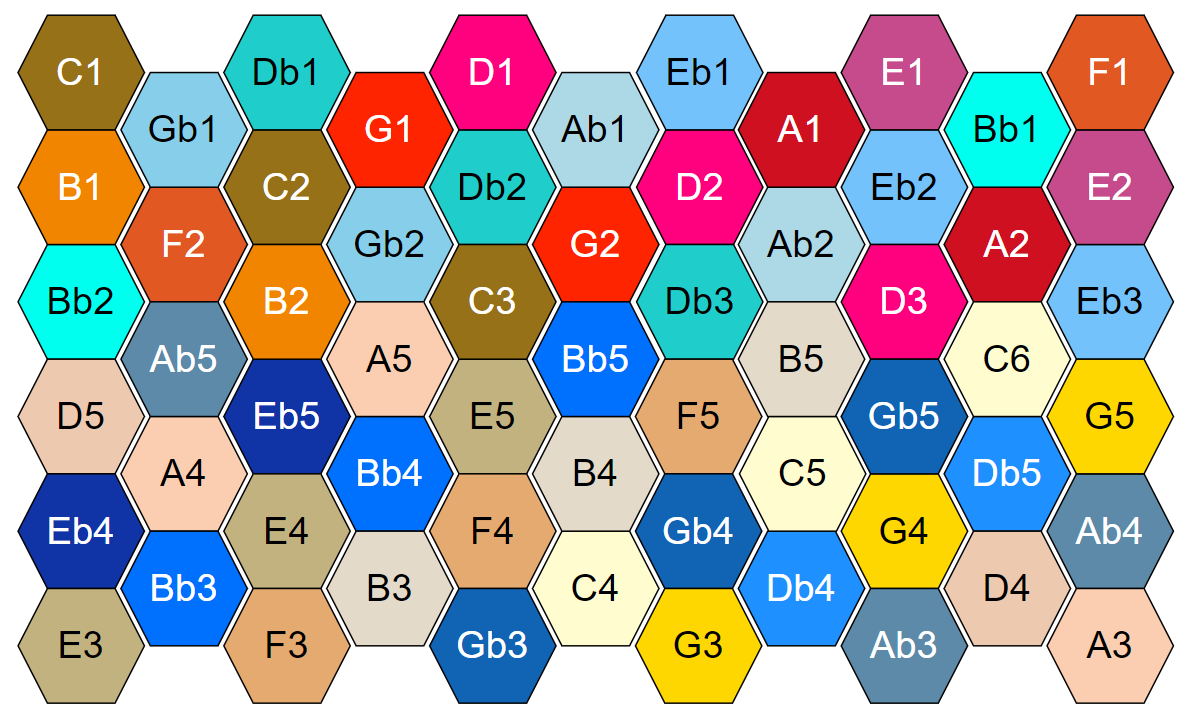 C1 Db1 D1 Eb1 E1 F1
Gb1 G1 Ab1 A1 Bb1
B1 C2 Db2 D2 Eb2 E2
F2 Gb2 G2 Ab2 A2
Bb2 B2 C3 Db3 D3 Eb3
Ab5 A5 Bb5 B5 C6
D5 Eb5 E5 F5 Gb5 G5
A4 Bb4 B4 C5 Db5
Eb4 E4 F4 Gb4 G4 Ab4
Bb3 B3 C4 Db4 D4
E3 F3 Gb3 G3 Ab3 A3